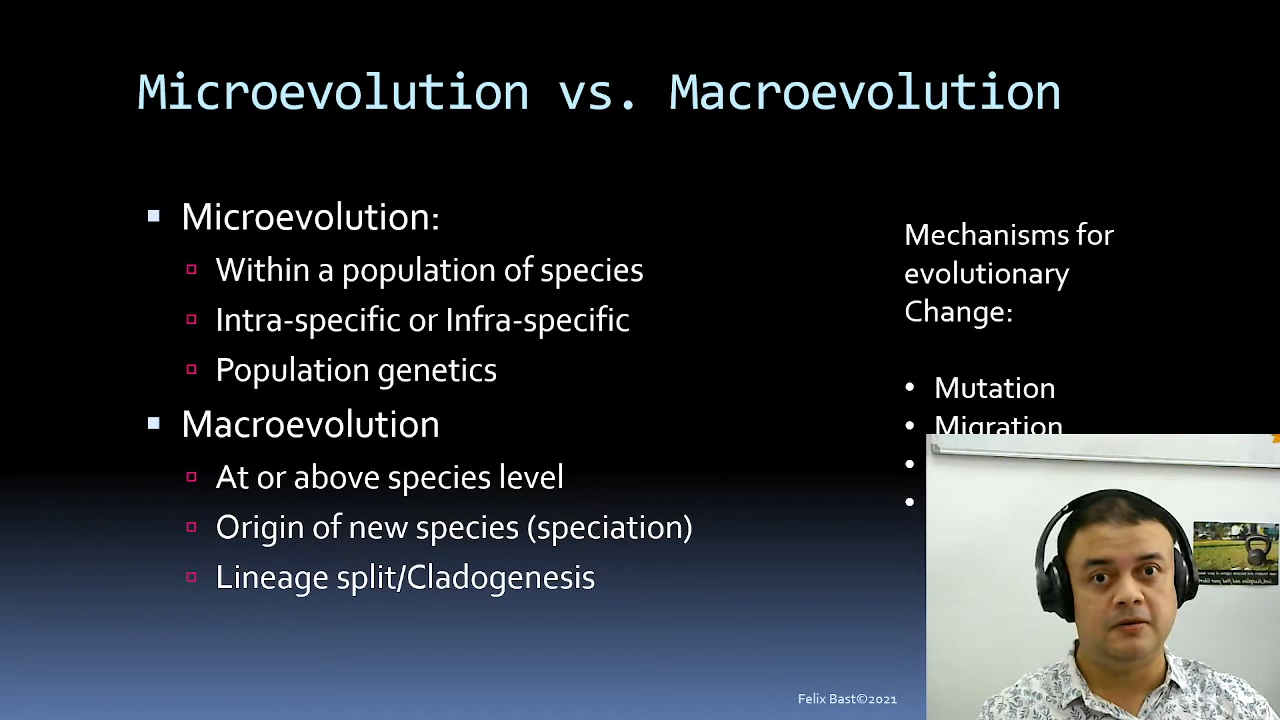 Microevolution vs. Macroevolution
Microevolution:
Within a population of species
Intra-specific or Infra-specific
Population genetics
Macroevolution
At or above species level
Origin of new species (speciation)
Lineage split/Cladogenesis
Mechanisms for
evolutionary
Change:
• Mutation
• Migration
•
•
Felix Bast©2021